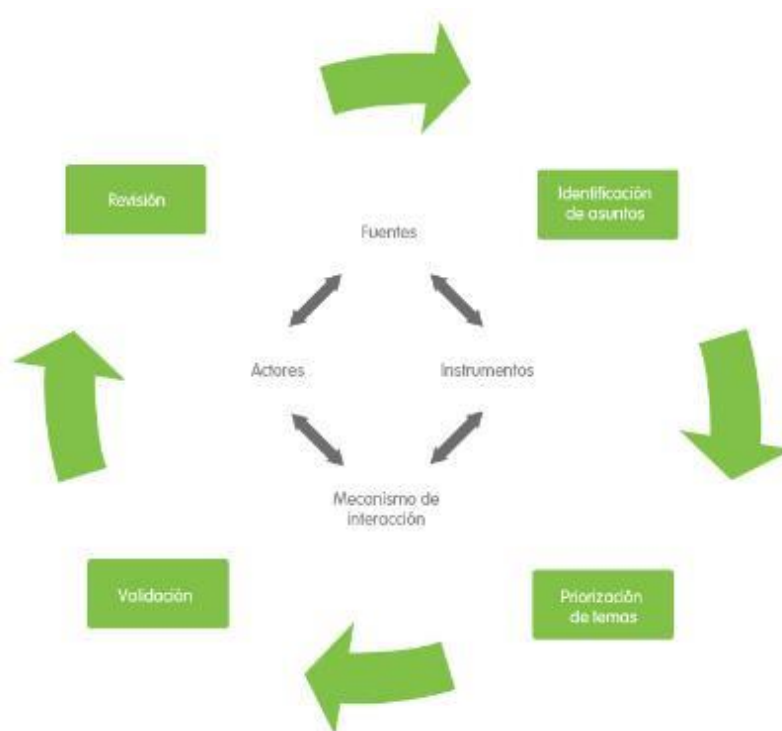 Revisión
Identificación
de asuntos
Fuentes
Actores
Instrumentos
Mecanismo de
interacción
Validación
Priorización
de temas